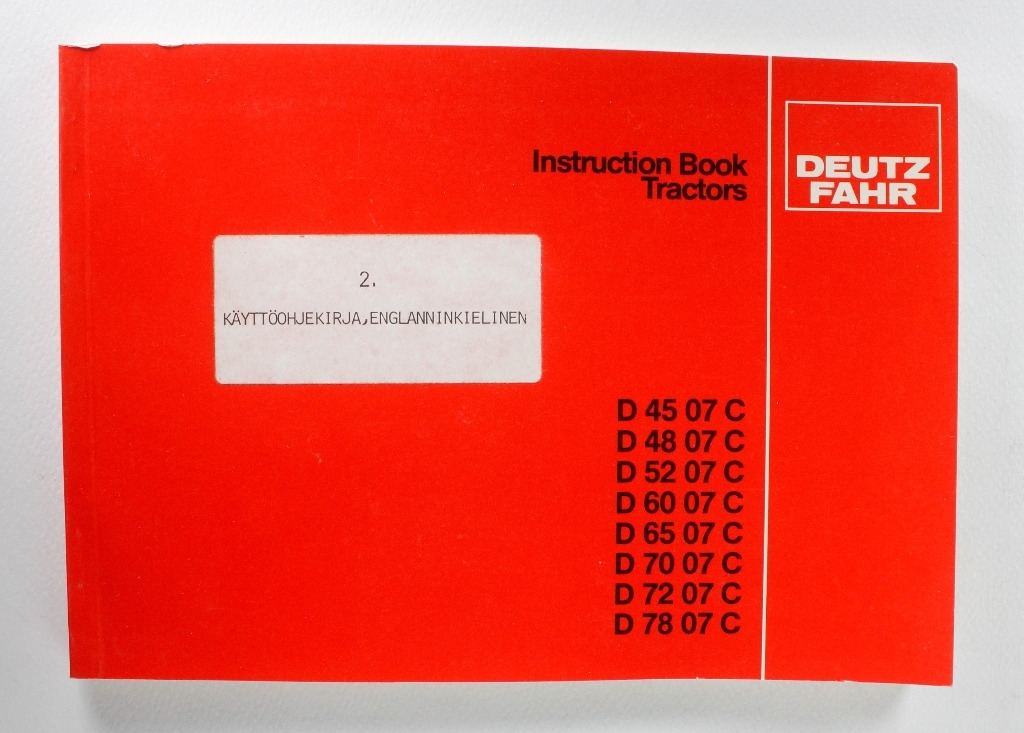 Instruction Book
Tractors
DEUTZ
FAHR
2.
KÄYTTÖOHJEKIRJA,ENGLANNINKIELINEN
D 45 07 C
D 48 07 C
D 52 07 C
D 60 07 C
D 65 07 C
D 70 07 C
D 72 07 C
D 78 07 C